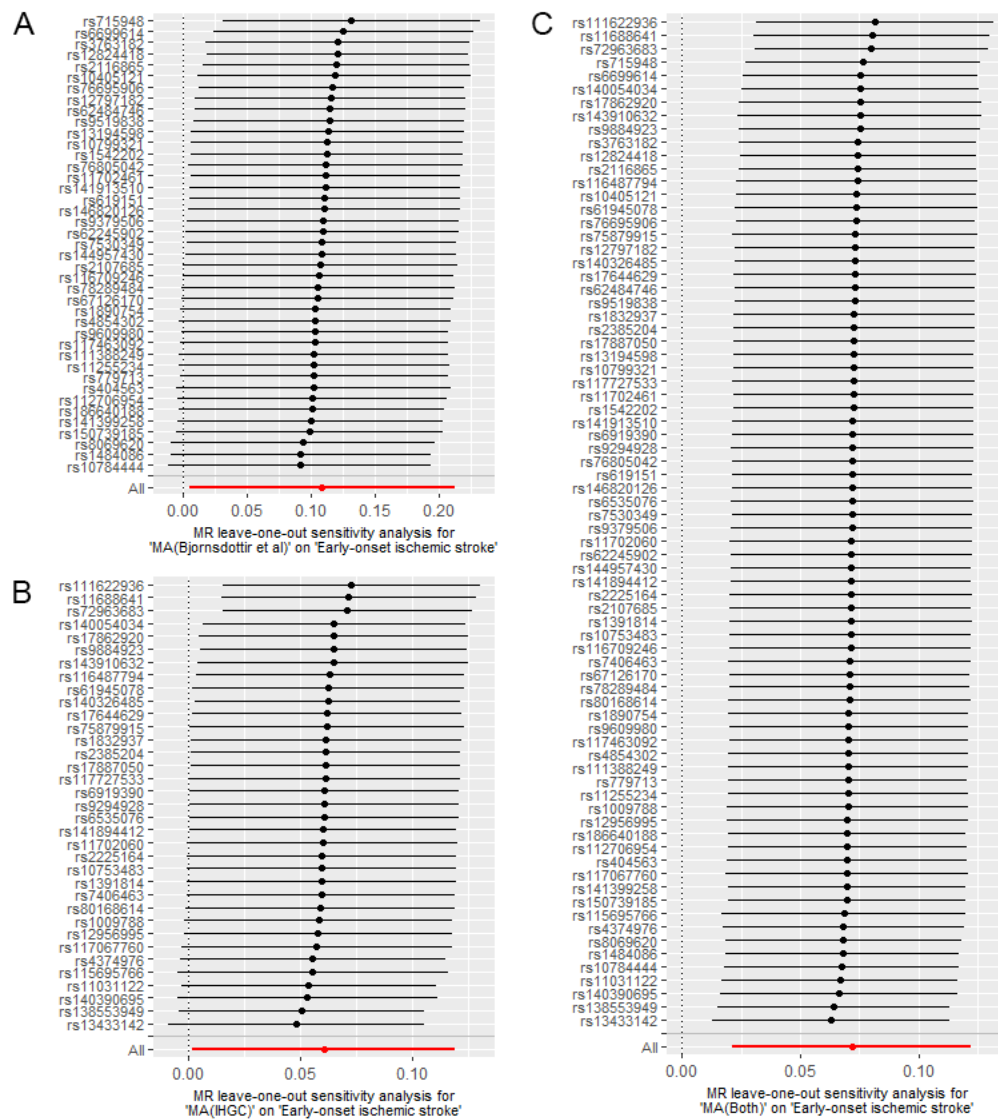 A
rs715948
rs6699614
rs3763182
rs12824418
rs2116865
rs10405121
rs76695906
rs12797182
rs62484746
rs9519838
rs13194598
rs10799321
rs1542202
rs76805042
rs11702461
rs141913510
rs619151
rs146820126
rs9379506
rs62245902
rs7530349
rs144957430
rs2107685
rs116709246
rs78289484
rs67126170
rs1890754
rs4854302
rs9609980
rs117463092
rs111388249
rs11255234
rs779713
rs404563
rs112706954
rs186640188
rs141399258
rs150739185
rs8069620
rs1484086
rs10784444
All
0.00 0.05 0.10 0.15 0.20
MR leave-one-out sensitivity analysis for
'MA(Bjornsdottir et al)' on 'Early-onset ischemic stroke'
B
rs111622936
rs11688641
rs72963683
rs140054034
rs17862920
rs9884923
rs143910632
rs116487794
rs61945078
rs140326485
rs17644629
rs75879915
rs1832937
rs2385204
rs17887050
rs117727533
rs6919390
rs9294928
rs6535076
rs141894412
rs11702060
rs2225164
rs10753483
rs1391814
rs7406463
rs80168614
rs1009788
rs12956995
rs117067760
rs4374976
rs115695766
rs11031122
rs140390695
rs138553949
rs13433142
All
0.00 0.05 0.10
MR leave-one-out sensitivity analysis for
'MA(IHGC)' on 'Early-onset ischemic stroke'
C
rs111622936
rs11688641
rs72963683
rs715948
rs6699614
rs140054034
rs17862920
rs143910632
rs9884923
rs3763182
rs12824418
rs2116865
rs116487794
rs10405121
rs61945078
rs76695906
rs75879915
rs12797182
rs140326485
rs17644629
rs62484746
rs9519838
rs1832937
rs2385204
rs17887050
rs13194598
rs10799321
rs117727533
rs11702461
rs1542202
rs141913510
rs6919390
rs9294928
rs76805042
rs619151
rs146820126
rs6535076
rs7530349
rs9379506
rs11702060
rs62245902
rs144957430
rs141894412
rs2225164
rs2107685
rs1391814
rs10753483
rs116709246
rs7406463
rs67126170
rs78289484
rs80168614
rs1890754
rs9609980
rs117463092
rs4854302
rs111388249
rs779713
rs11255234
rs1009788
rs12956995
rs186640188
rs112706954
rs404563
rs117067760
rs141399258
rs150739185
rs115695766
rs4374976
rs8069620
rs1484086
rs10784444
rs11031122
rs140390695
rs138553949
rs13433142
All
0.00 0.05 0.10
MR leave-one-out sensitivity analysis for
'MA(Both)' on 'Early-onset ischemic stroke'